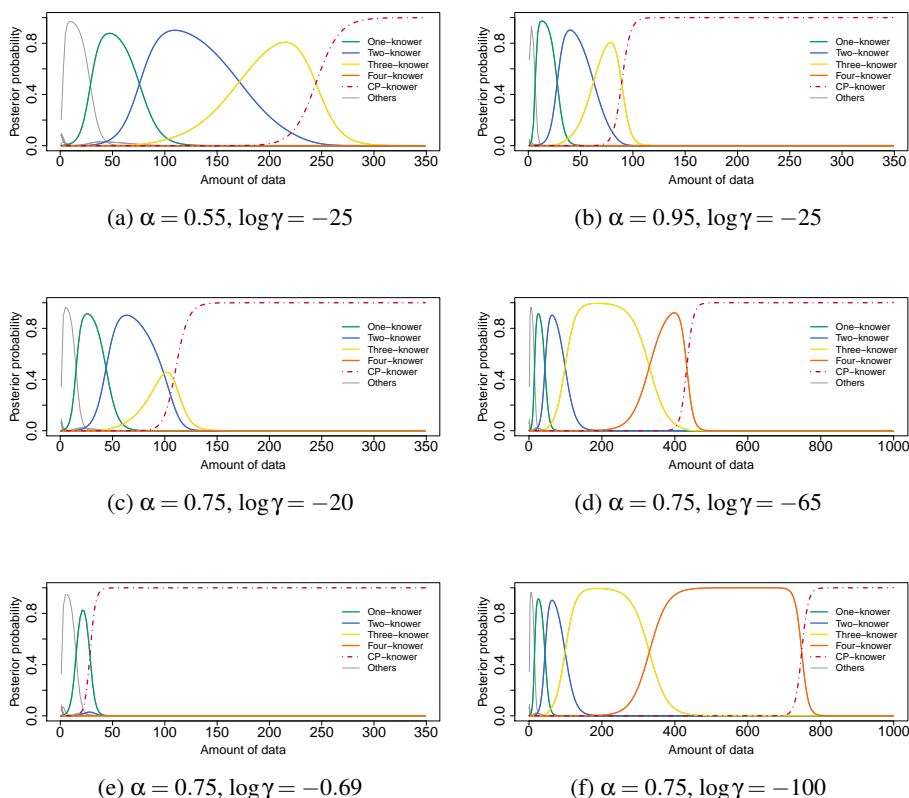 Posterior probability
0.0 0.4 0.8
One-knower
Two-knower
Three-knower
Four-knower
CP-knower
Others
0 50 100 150 200 250 300 350
Amount of data
(a) α = 0.55, log γ = −25
Posterior probability
0.0 0.4 0.8
One-knower
Two-knower
Three-knower
Four-knower
CP-knower
Others
0 50 100 150 200 250 300 350
Amount of data
(b) α = 0.95, log γ = −25
Posterior probability
0.0 0.4 0.8
One-knower
Two-knower
Three-knower
Four-knower
CP-knower
Others
0 50 100 150 200 250 300 350
Amount of data
(c) α = 0.75, log γ = −20
Posterior probability
0.0 0.4 0.8
One-knower
Two-knower
Three-knower
Four-knower
CP-knower
Others
0 200 400 600 800 1000
Amount of data
(d) α = 0.75, log γ = −65
Posterior probability
0.0 0.4 0.8
One-knower
Two-knower
Three-knower
Four-knower
CP-knower
Others
0 50 100 150 200 250 300 350
Amount of data
(e) α = 0.75, log γ = −0.69
Posterior probability
0.0 0.4 0.8
One-knower
Two-knower
Three-knower
Four-knower
CP-knower
Others
0 200 400 600 800 1000
Amount of data
(f) α = 0.75, log γ = −100